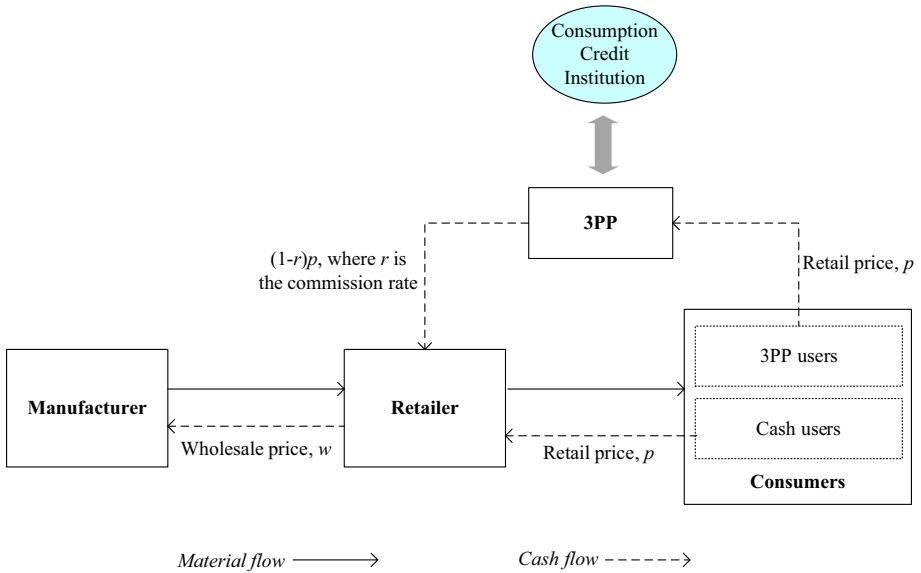 Consumption
Credit
Institution
3PP
(1-r)p, where r is
the commission rate
Retail price, p
3PP users
Manufacturer
Retailer
Cash users
Wholesale price, w
Retail price, p
Consumers
Material flow
Cash flow